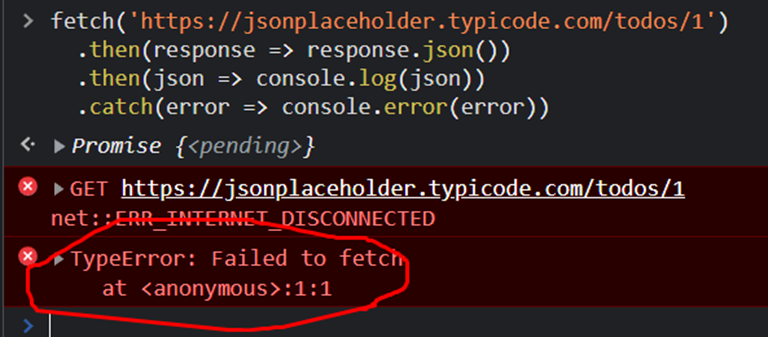 fetch('https://jsonplaceholder.typicode.com/todos/1')
.then(response => response.json())
.then(json => console.log(json))
.catch(error => console.error(error))
Promise {<pending>}
GET https://jsonplaceholder.typicode.com/todos/1
net::ERR_INTERNET_DISCONNECTED
TypeError: Failed to fetch
at <anonymous>:1:1